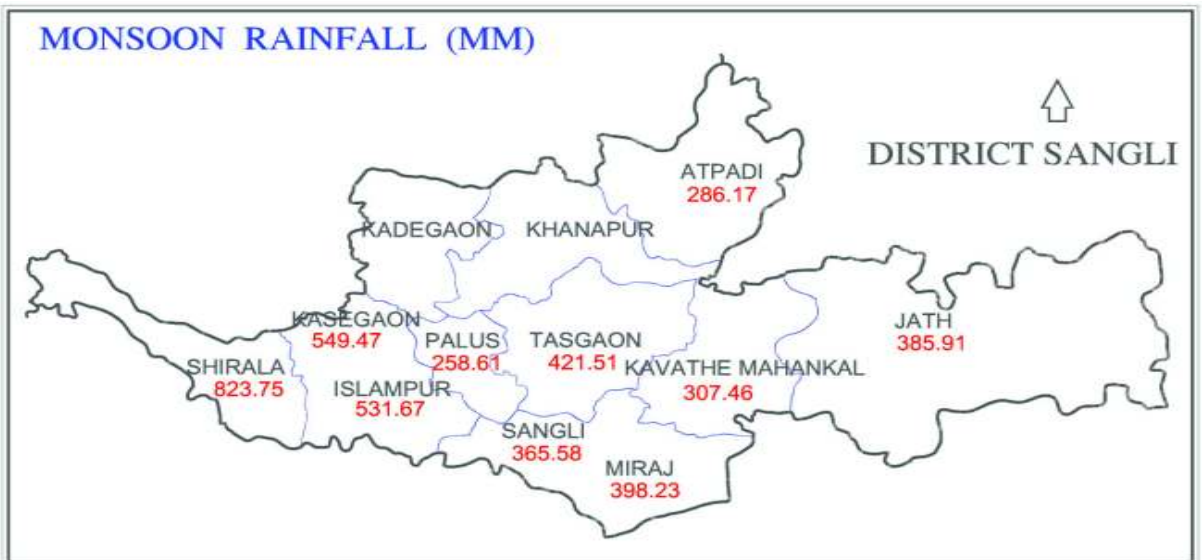 MONSOON RAINFALL (MM)
DISTRICT SANGLI
ATPADI
286.17
KADEGAON
KHANAPUR
KASEGAON
549.47
PALUS
258.61
TASGAON
421.51
JATH
385.91
SHIRALA
823.75
ISLAMPUR
531.67
KAVATHE MAHANKAL
307.46
SANGLI
365.58
MIRAJ
398.23